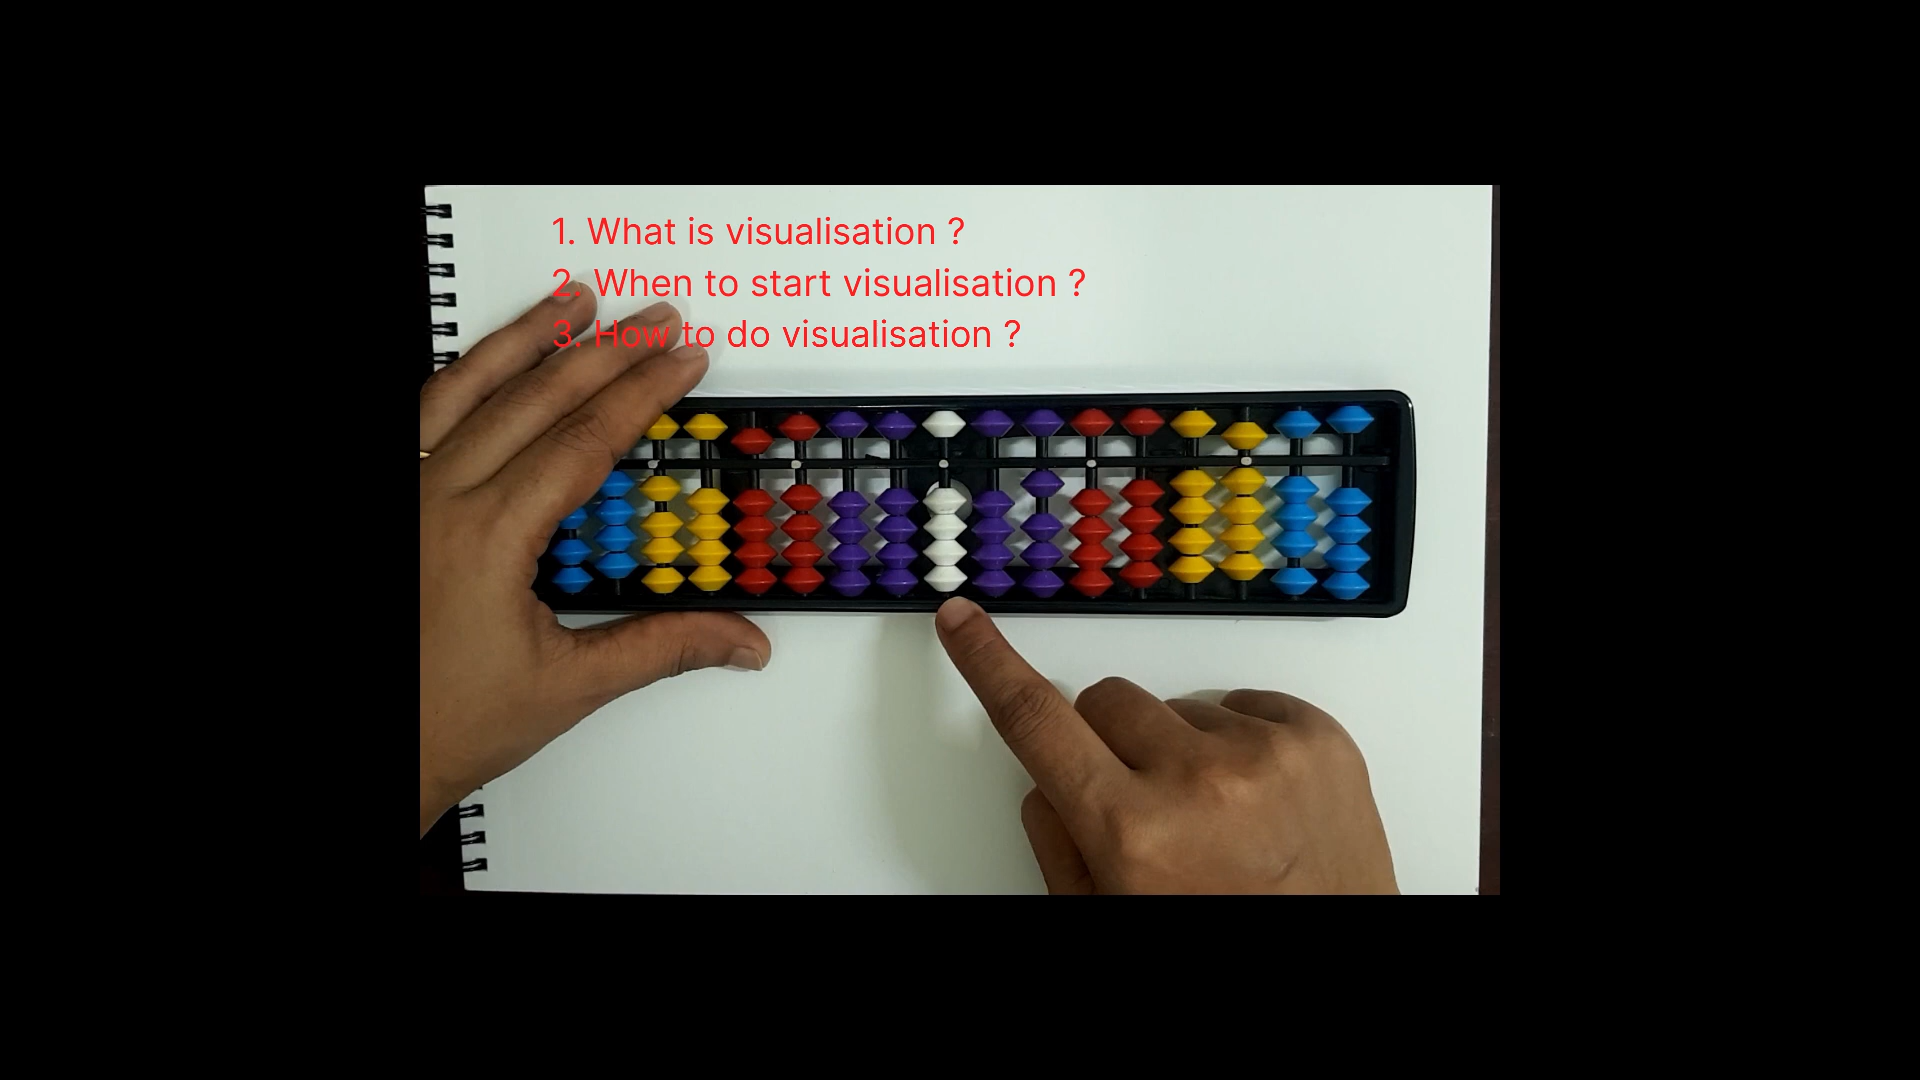 1. What is visualisation ?
2. When to start visualisation ?
3. How to do visualisation ?